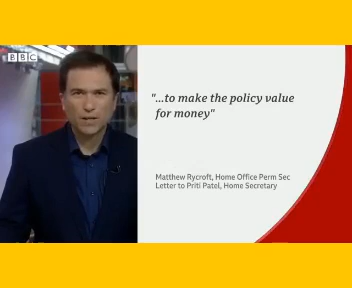 BBC
"...to make the policy value
for money"
Matthew Rycroft, Home Office Perm Sec
Letter to Priti Patel, Home Secretary